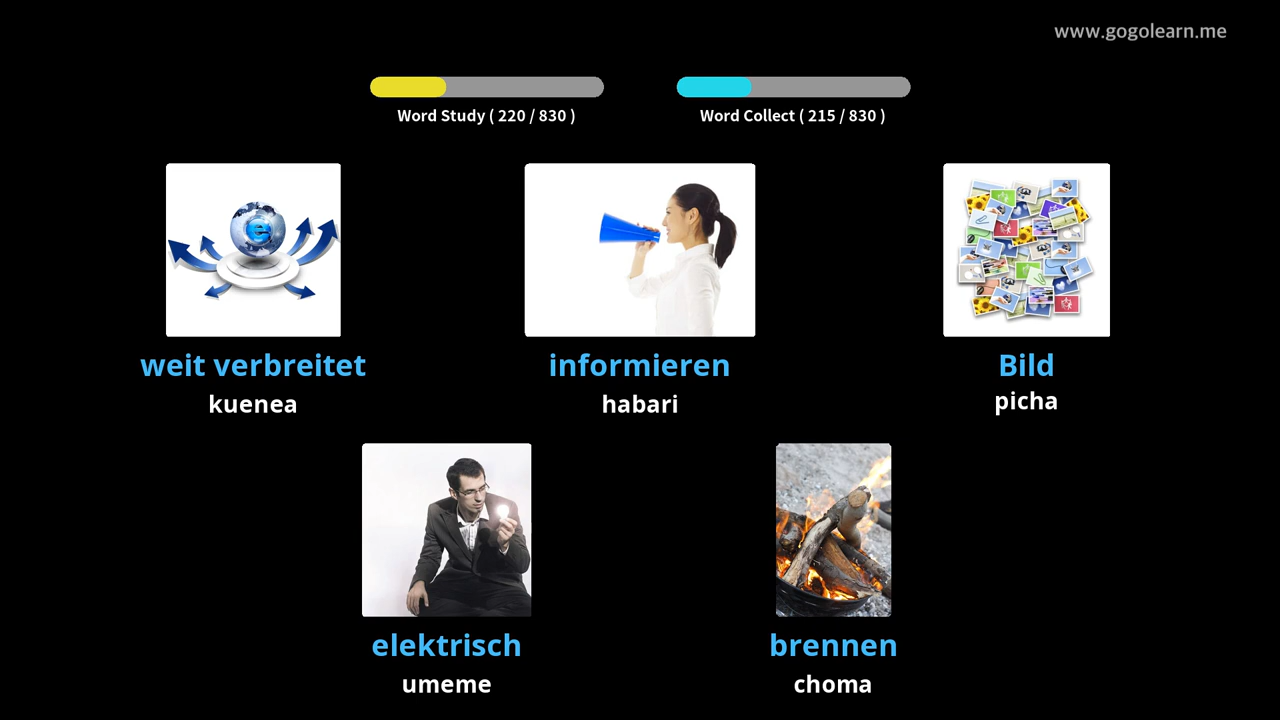 www.gogolearn.me
Word Study ( 220 / 830 )
Word Collect ( 215 / 830 )
weit verbreitet
kuenea
informieren
habari
Bild
picha
elektrisch
umeme
brennen
choma